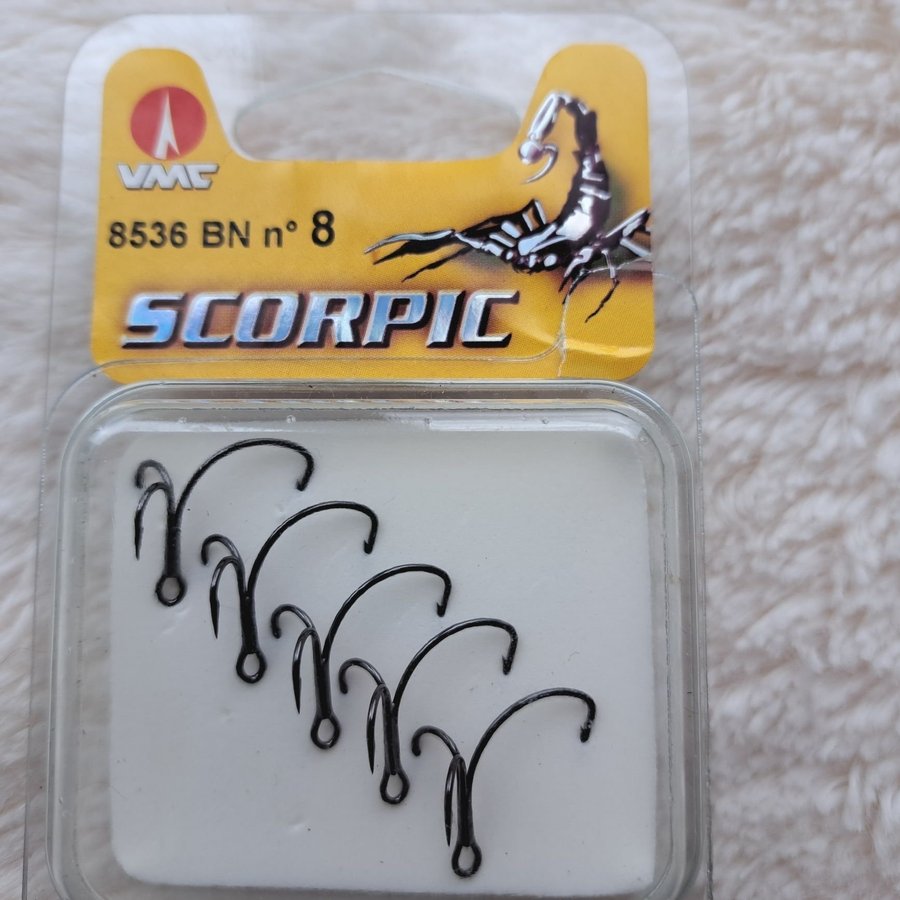 VMC
8536 BN n° 8
SCORPIC